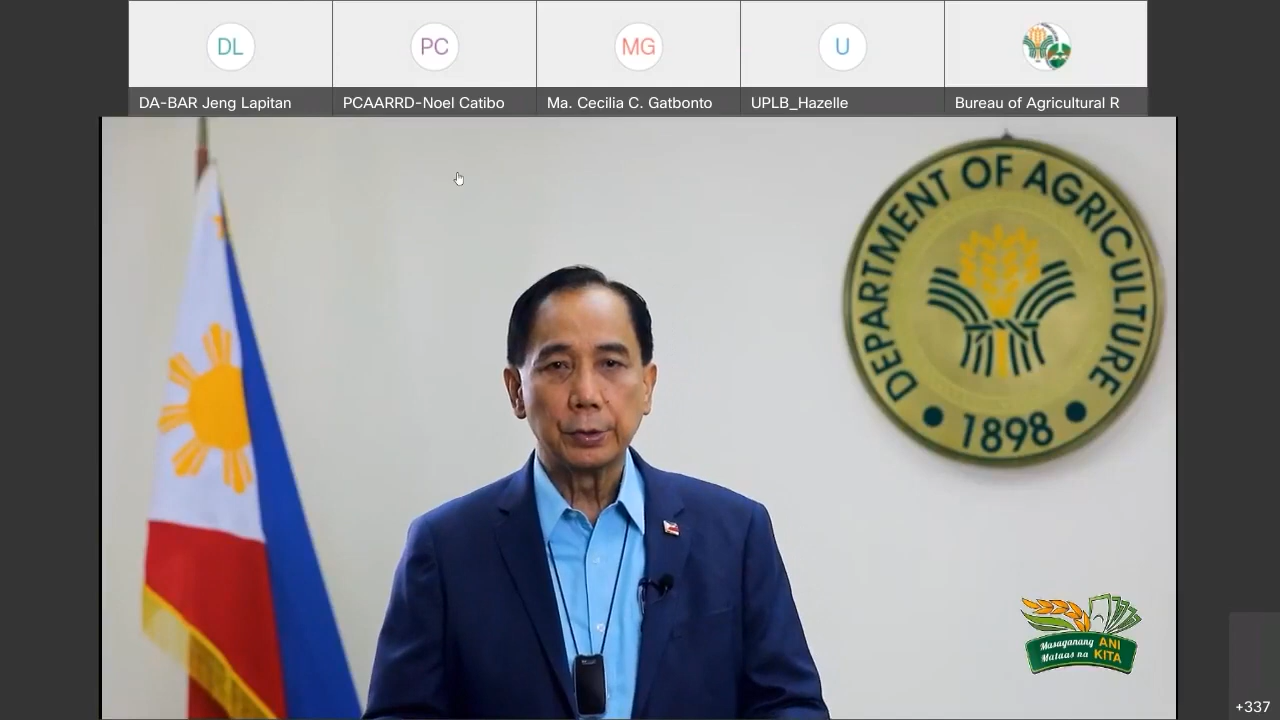 DL
PC
MG
U
DA-BAR Jeng Lapitan
PCAARRD-Noel Catibo
Ma. Cecilia C. Gatbonto
UPLB_Hazelle
Bureau of Agricultural R
DEPARTMENT OF AGRICULTURE
1898
Masaganang ANI
Mataas na KITA
+337